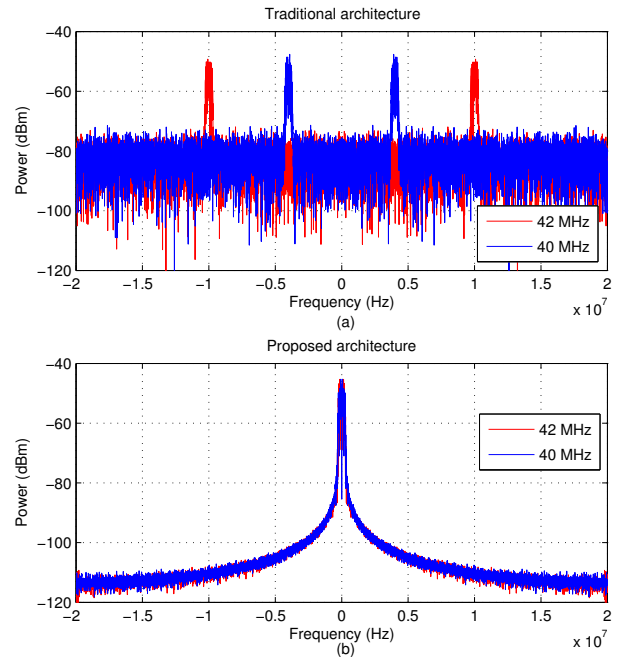 Traditional architecture
Power (dBm)
−40
−60
−80
−100
−120
−2 −1.5 −1 −0.5 0 0.5 1 1.5 2
x 10^7
Frequency (Hz)
(a)
42 MHz
40 MHz
Proposed architecture
Power (dBm)
−40
−60
−80
−100
−120
−2 −1.5 −1 −0.5 0 0.5 1 1.5 2
x 10^7
Frequency (Hz)
(b)
42 MHz
40 MHz